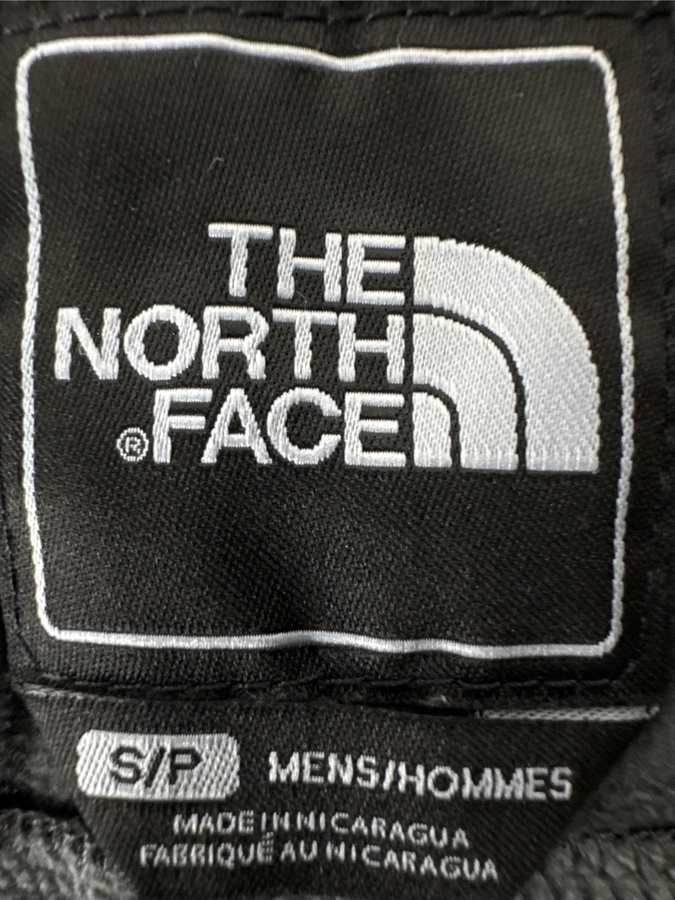 THE
NORTH
®FACE
S/P MENS/HOMMES
MADE IN NICARAGUA
FABRIQUÉ AU NICARAGUA